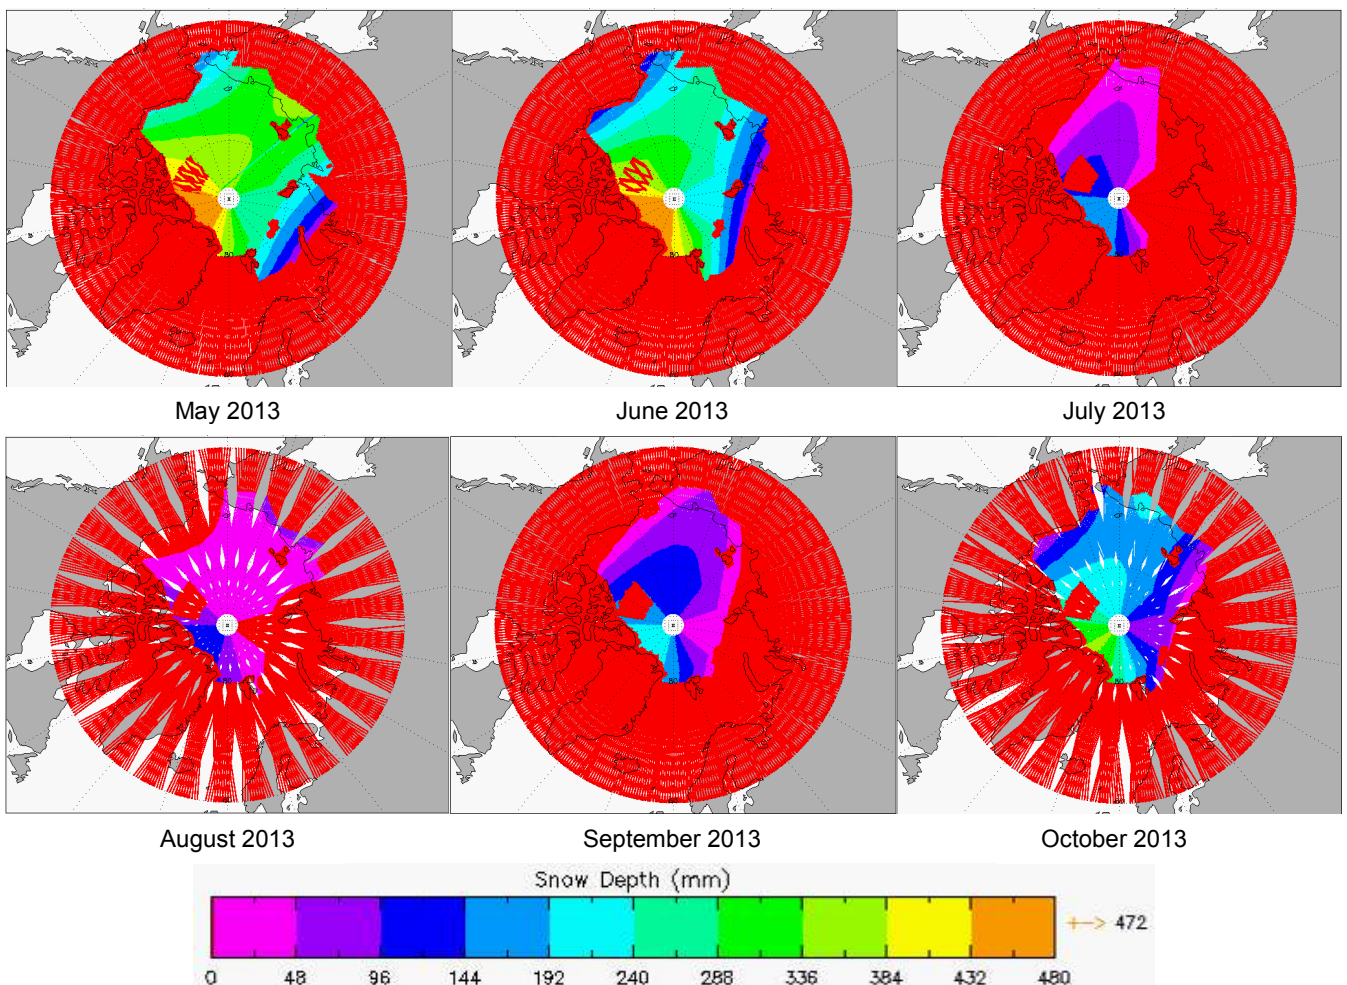 May 2013
June 2013
July 2013
August 2013
September 2013
October 2013
Snow Depth (mm)
+--> 472
0 48 96 144 192 240 288 336 384 432 480